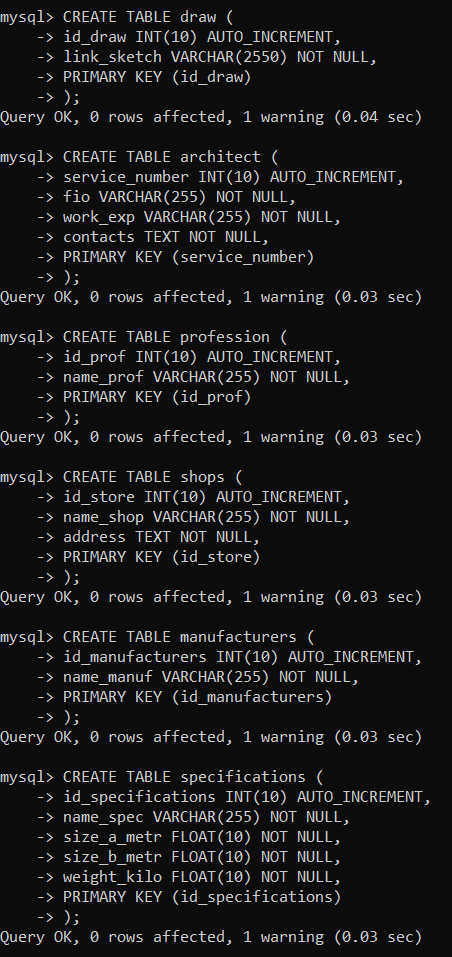 mysql> CREATE TABLE draw (
    -> id_draw INT(10) AUTO_INCREMENT,
    -> link_sketch VARCHAR(2550) NOT NULL,
    -> PRIMARY KEY (id_draw)
    -> );
Query OK, 0 rows affected, 1 warning (0.04 sec)

mysql> CREATE TABLE architect (
    -> service_number INT(10) AUTO_INCREMENT,
    -> fio VARCHAR(255) NOT NULL,
    -> work_exp VARCHAR(255) NOT NULL,
    -> contacts TEXT NOT NULL,
    -> PRIMARY KEY (service_number)
    -> );
Query OK, 0 rows affected, 1 warning (0.03 sec)

mysql> CREATE TABLE profession (
    -> id_prof INT(10) AUTO_INCREMENT,
    -> name_prof VARCHAR(255) NOT NULL,
    -> PRIMARY KEY (id_prof)
    -> );
Query OK, 0 rows affected, 1 warning (0.03 sec)

mysql> CREATE TABLE shops (
    -> id_store INT(10) AUTO_INCREMENT,
    -> name_shop VARCHAR(255) NOT NULL,
    -> address TEXT NOT NULL,
    -> PRIMARY KEY (id_store)
    -> );
Query OK, 0 rows affected, 1 warning (0.03 sec)

mysql> CREATE TABLE manufacturers (
    -> id_manufacturers INT(10) AUTO_INCREMENT,
    -> name_manuf VARCHAR(255) NOT NULL,
    -> PRIMARY KEY (id_manufacturers)
    -> );
Query OK, 0 rows affected, 1 warning (0.03 sec)

mysql> CREATE TABLE specifications (
    -> id_specifications INT(10) AUTO_INCREMENT,
    -> name_spec VARCHAR(255) NOT NULL,
    -> size_a_metr FLOAT(10) NOT NULL,
    -> size_b_metr FLOAT(10) NOT NULL,
    -> weight_kilo FLOAT(10) NOT NULL,
    -> PRIMARY KEY (id_specifications)
    -> );
Query OK, 0 rows affected, 1 warning (0.03 sec)